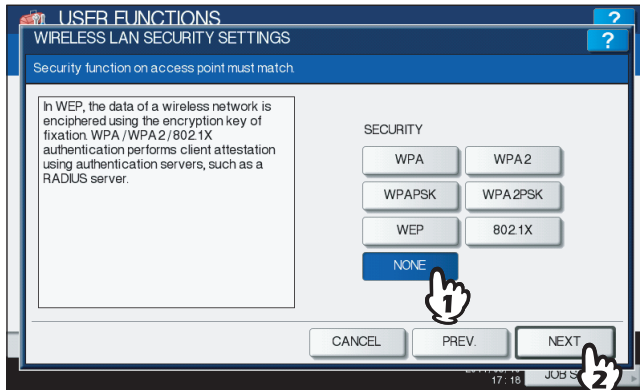 USER FUNCTIONS
?
WIRELESS LAN SECURITY SETTINGS
?
Security function on access point must match.
In WEP, the data of a wireless network is
enciphered using the encryption key of
fixation. WPA/WPA2/802.1X
authentication performs client attestation
using authentication servers, such as a
RADIUS server.
SECURITY
WPA WPA2
WPAPSK WPA2PSK
WEP 802.1X
NONE
1
CANCEL PREV. NEXT
17:18 JOB
2